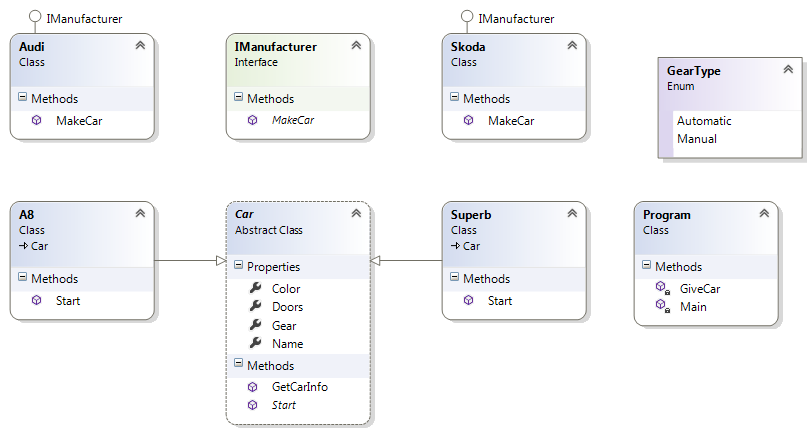 IManufacturer
Audi
Class
Methods
MakeCar
IManufacturer
Interface
Methods
MakeCar
IManufacturer
Skoda
Class
Methods
MakeCar
GearType
Enum
Automatic
Manual
A8
Class
Car
Methods
Start
Car
Abstract Class
Properties
Color
Doors
Gear
Name
Methods
GetCarInfo
Start
Superb
Class
Car
Methods
Start
Program
Class
Methods
GiveCar
Main